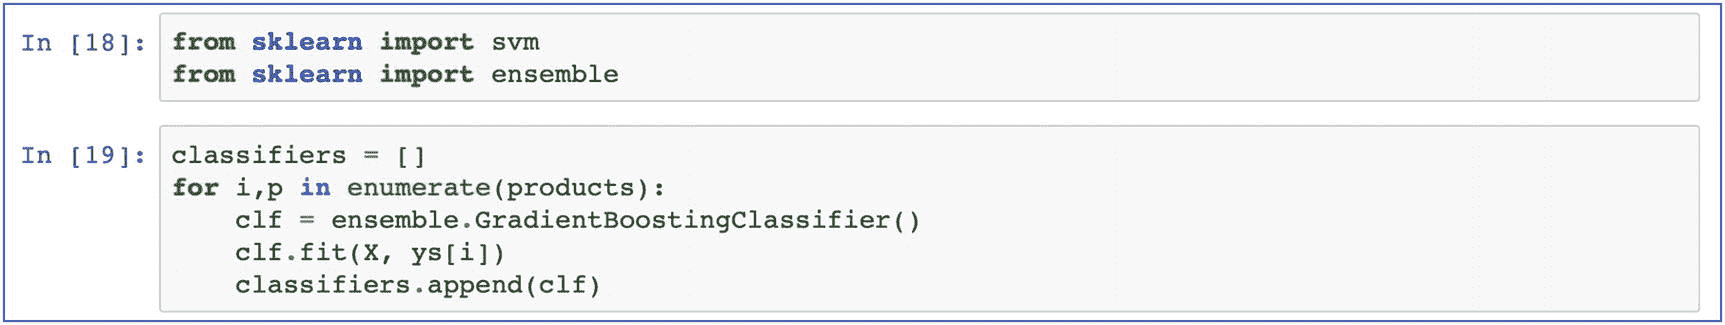 In [18]: from sklearn import svm
from sklearn import ensemble
In [19]: classifiers = []
for i,p in enumerate(products):
    clf = ensemble.GradientBoostingClassifier()
    clf.fit(X, ys[i])
    classifiers.append(clf)